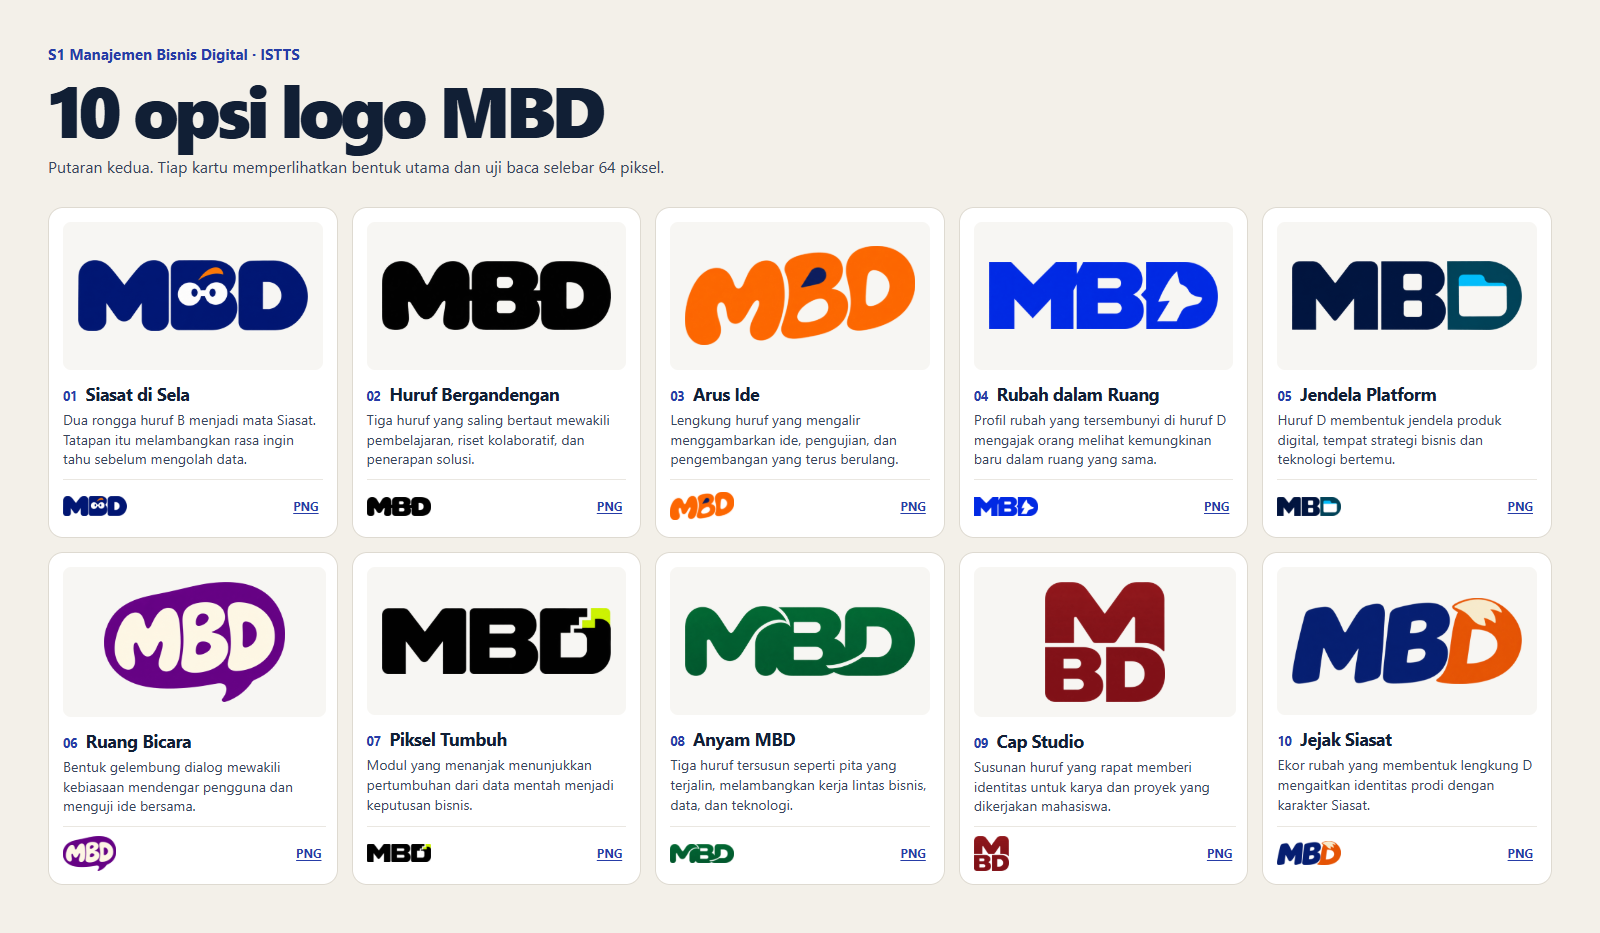 S1 Manajemen Bisnis Digital · ISTTS
10 opsi logo MBD
Putaran kedua. Tiap kartu memperlihatkan bentuk utama dan uji baca selebar 64 piksel.
MBD
01 Siasat di Sela
Dua rongga huruf B menjadi mata Siasat.
Tatapan itu melambangkan rasa ingin
tahu sebelum mengolah data.
MBD
PNG
MBD
02 Huruf Bergandengan
Tiga huruf yang saling bertaut mewakili
pembelajaran, riset kolaboratif, dan
penerapan solusi.
MBD
PNG
MBD
03 Arus Ide
Lengkung huruf yang mengalir
menggambarkan ide, pengujian, dan
pengembangan yang terus berulang.
MBD
PNG
MBD
04 Rubah dalam Ruang
Profil rubah yang tersembunyi di huruf D
mengajak orang melihat kemungkinan
baru dalam ruang yang sama.
MBD
PNG
MBD
05 Jendela Platform
Huruf D membentuk jendela produk
digital, tempat strategi bisnis dan
teknologi bertemu.
MBD
PNG
MBD
06 Ruang Bicara
Bentuk gelembung dialog mewakili
kebiasaan mendengar pengguna dan
menguji ide bersama.
MBD
PNG
MBD
07 Piksel Tumbuh
Modul yang menanjak menunjukkan
pertumbuhan dari data mentah menjadi
keputusan bisnis.
MBD
PNG
MBD
08 Anyam MBD
Tiga huruf tersusun seperti pita yang
terjalin, melambangkan kerja lintas bisnis,
data, dan teknologi.
MBD
PNG
M
BD
09 Cap Studio
Susunan huruf yang rapat memberi
identitas untuk karya dan proyek yang
dikerjakan mahasiswa.
M
BD
PNG
MBD
10 Jejak Siasat
Ekor rubah yang membentuk lengkung D
mengaitkan identitas prodi dengan
karakter Siasat.
MBD
PNG